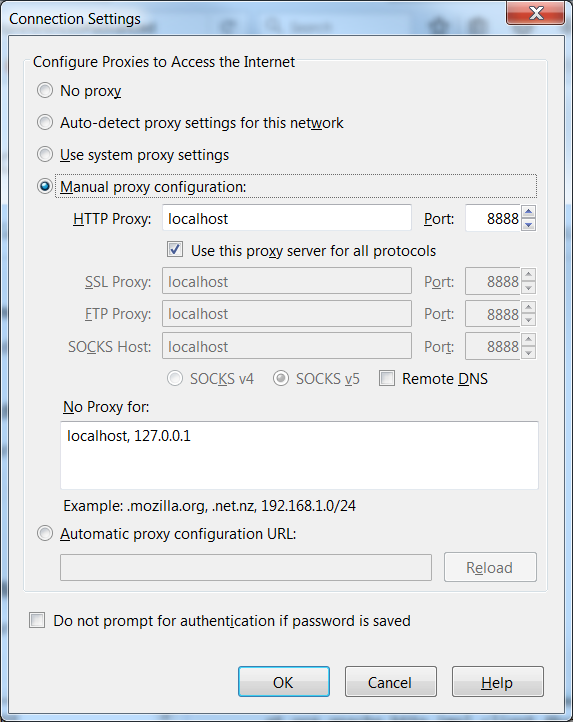 Connection Settings
Search
Configure Proxies to Access the Internet
No proxy
Auto-detect proxy settings for this network
Use system proxy settings
Manual proxy configuration:
HTTP Proxy: localhost Port: 8888
Use this proxy server for all protocols
SSL Proxy: localhost Port: 8888
FTP Proxy: localhost Port: 8888
SOCKS Host: localhost Port: 8888
SOCKS v4 SOCKS v5 Remote DNS
No Proxy for:
localhost, 127.0.0.1
Example: .mozilla.org, .net.nz, 192.168.1.0/24
Automatic proxy configuration URL:
Reload
Do not prompt for authentication if password is saved
OK Cancel Help